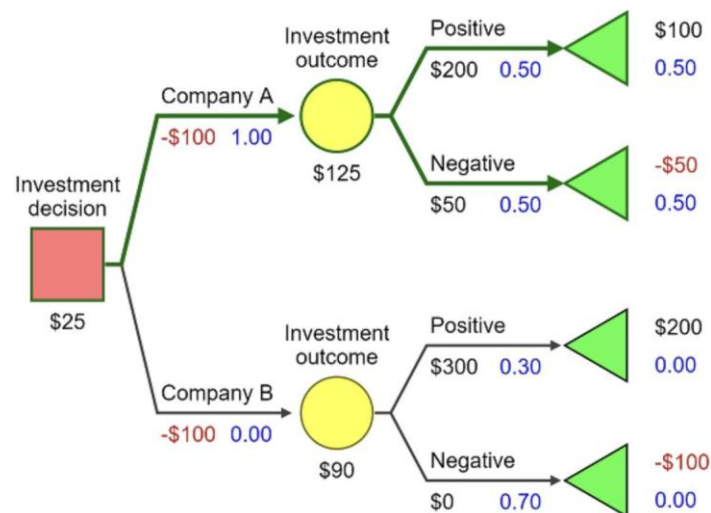 Investment
decision
$25
Company A
-$100 1.00
Investment
outcome
$125
Positive
$200 0.50
$100
0.50
Negative
$50 0.50
-$50
0.50
Company B
-$100 0.00
Investment
outcome
$90
Positive
$300 0.30
$200
0.00
Negative
$0 0.70
-$100
0.00